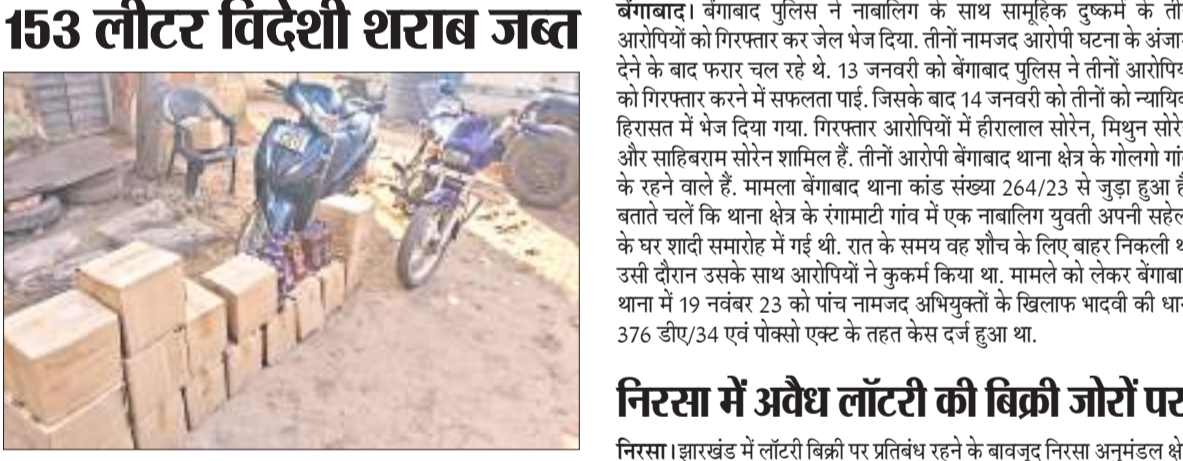 153 लीटर विदेशी शराब जब्त
बेंगाबाद। बेंगाबाद पुलिस ने नाबालिग के साथ सामूहिक दुष्कर्म के
आरोपियों को गिरफ्तार कर जेल भेज दिया. तीनों नामजद आरोपी घटना के
देने के बाद फरार चल रहे थे. 13 जनवरी को बेंगाबाद पुलिस ने तीनों
को गिरफ्तार करने में सफलता पाई. जिसके बाद 14 जनवरी को तीनों को
हिरासत में भेज दिया गया. गिरफ्तार आरोपियों में हीरालाल सोरेन, मिथुन
और साहिबराम सोरेन शामिल हैं. तीनों आरोपी बेंगाबाद थाना क्षेत्र के गोलगो
के रहने वाले हैं. मामला बेंगाबाद थाना कांड संख्या 264/23 से जुड़ा हुआ
बताते चलें कि थाना क्षेत्र के रंगामाटी गांव में एक नाबालिग युवती अपनी
के घर शादी समारोह में गई थी. रात के समय वह शौच के लिए बाहर निकली
उसी दौरान उसके साथ आरोपियों ने कुकर्म किया था. मामले को लेकर
थाना में 19 नवंबर 23 को पांच नामजद अभियुक्तों के खिलाफ भादवी की
376 डीए/34 एवं पोक्सो एक्ट के तहत केस दर्ज हुआ था.
निरसा में अवैध लॉटरी की बिक्री जोरों पर
निरसा। झारखंड में लॉटरी बिक्री पर प्रतिबंध रहने के बावजूद निरसा अनुमंडल